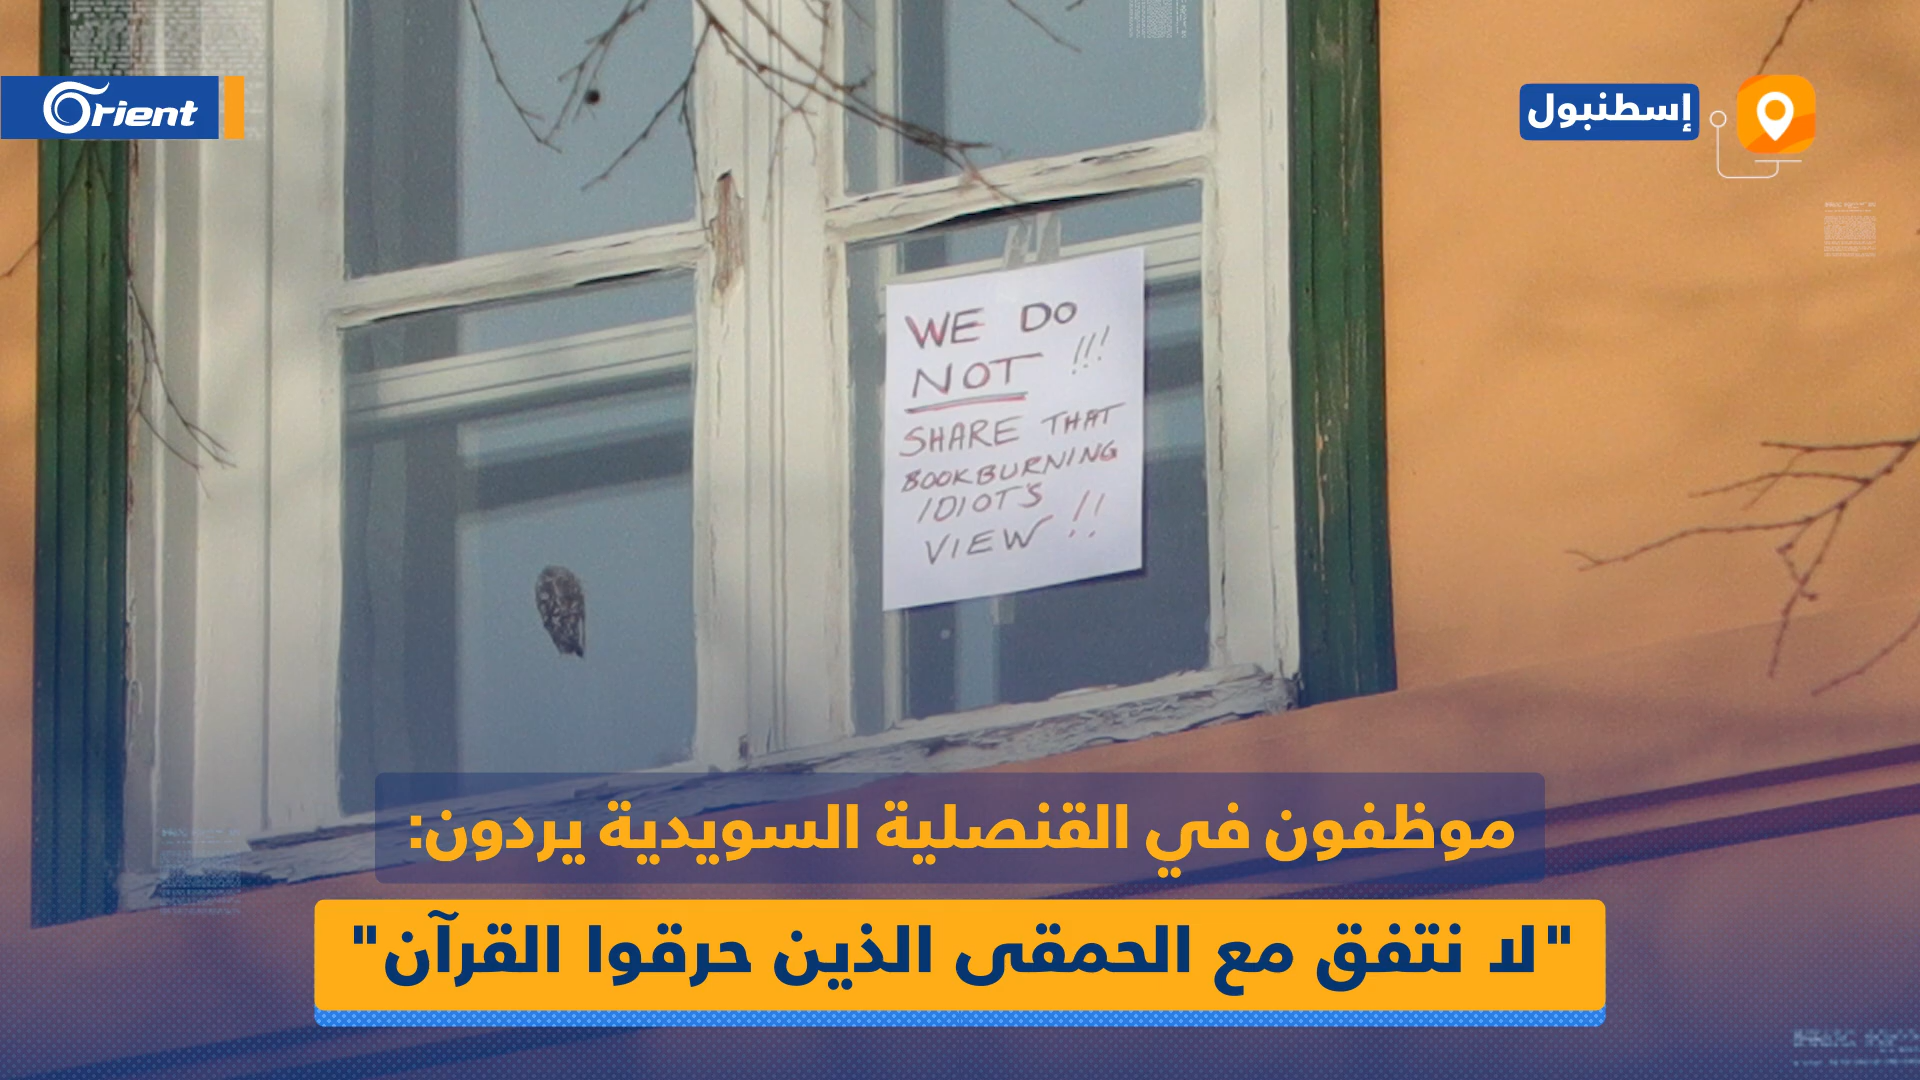 Orient
إسطنبول
WE DO
NOT !!!
SHARE THAT
BOOKBURNING
IDIOT'S
VIEW !!
موظفون في القنصلية السويدية يردون:
"لا نتفق مع الحمقى الذين حرقوا القرآن"